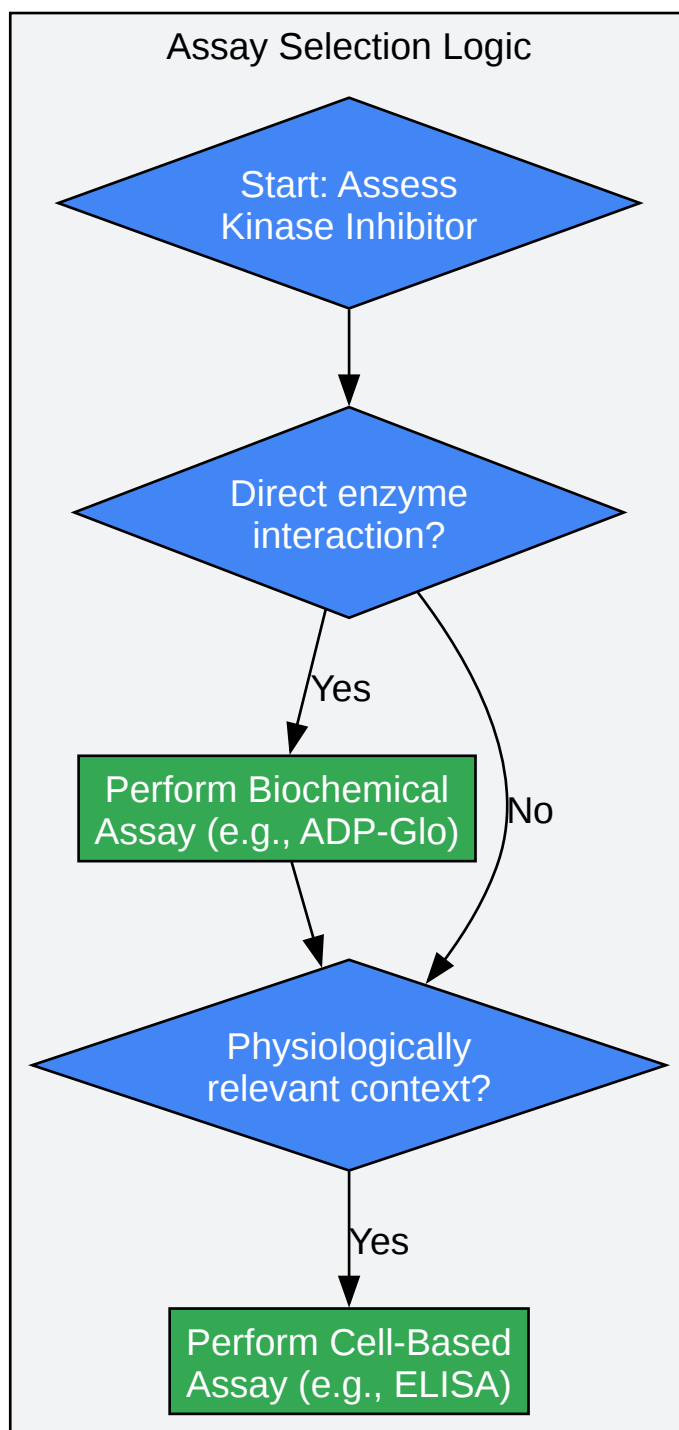 Assay Selection Logic
Start: Assess
Kinase Inhibitor
Direct enzyme
interaction?
Yes
Perform Biochemical
Assay (e.g., ADP-Glo)
No
Physiologically
relevant context?
Yes
Perform Cell-Based
Assay (e.g., ELISA)